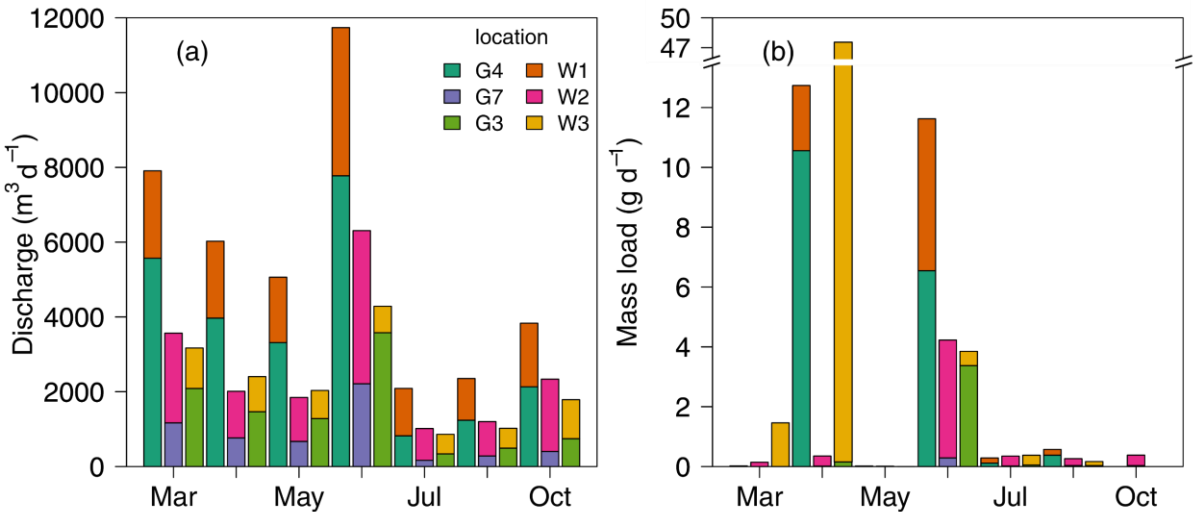 (a)
location
G4 W1
G7 W2
G3 W3
12000
10000
8000
6000
4000
2000
0
Discharge (m³ d⁻¹)
Mar May Jul Oct
(b)
50
47
12
10
8
6
4
2
0
Mass load (g d⁻¹)
Mar May Jul Oct